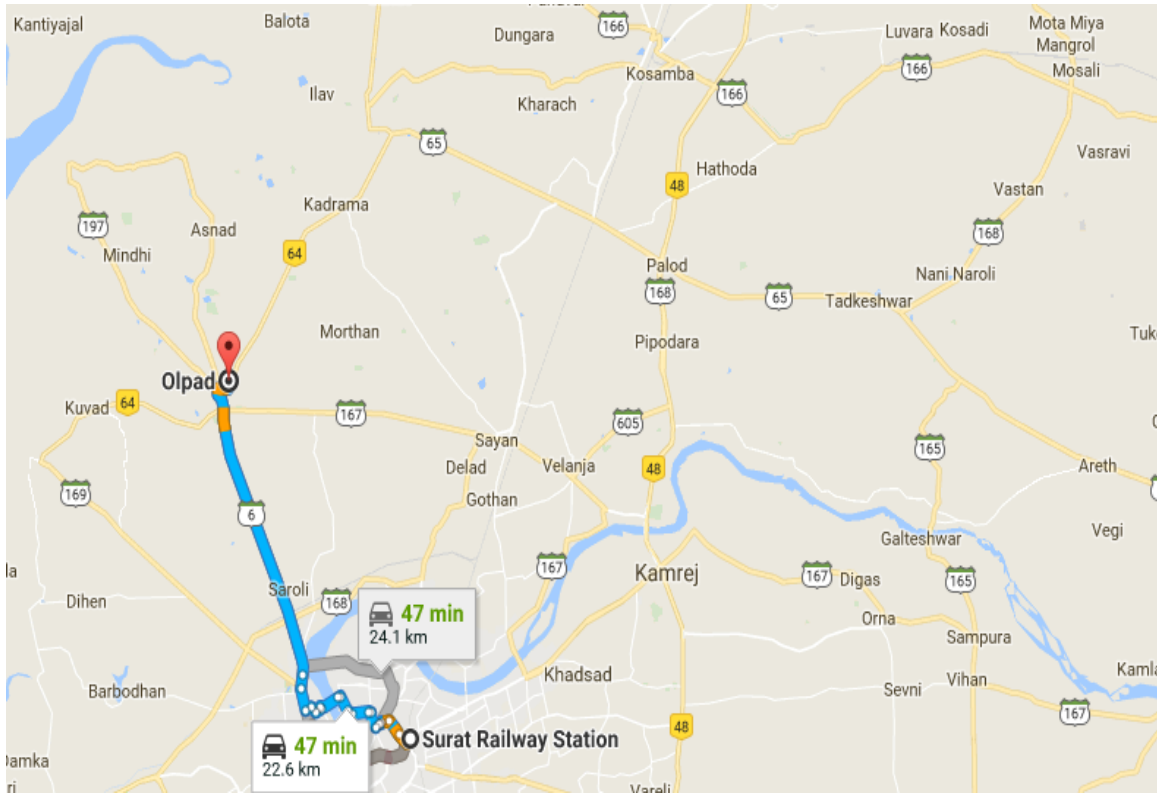 Kantiyajal
Balota
Dungara
166
Luvara Kosadi
Mota Miya
Mangrol
Kosamba
166
Mosali
Ilav
Kharach
166
65
Vasravi
Hathoda
48
Vastan
Kadrama
197
Asnad
168
Mindhi
64
Palod
Nani Naroli
168
65
Tadkeshwar
Morthan
Pipodara
Olpad
Kuvad
64
167
605
Sayan
165
Delad
Velanja
48
Areth
169
Gothan
6
Vegi
Galteshwar
167
Kamrej
167
Digas
165
Saroli
Dihen
168
47 min
24.1 km
Orna
Sampura
Khadsad
Barbodhan
Sevni
Vihan
167
48
47 min
22.6 km
Surat Railway Station
Vareli